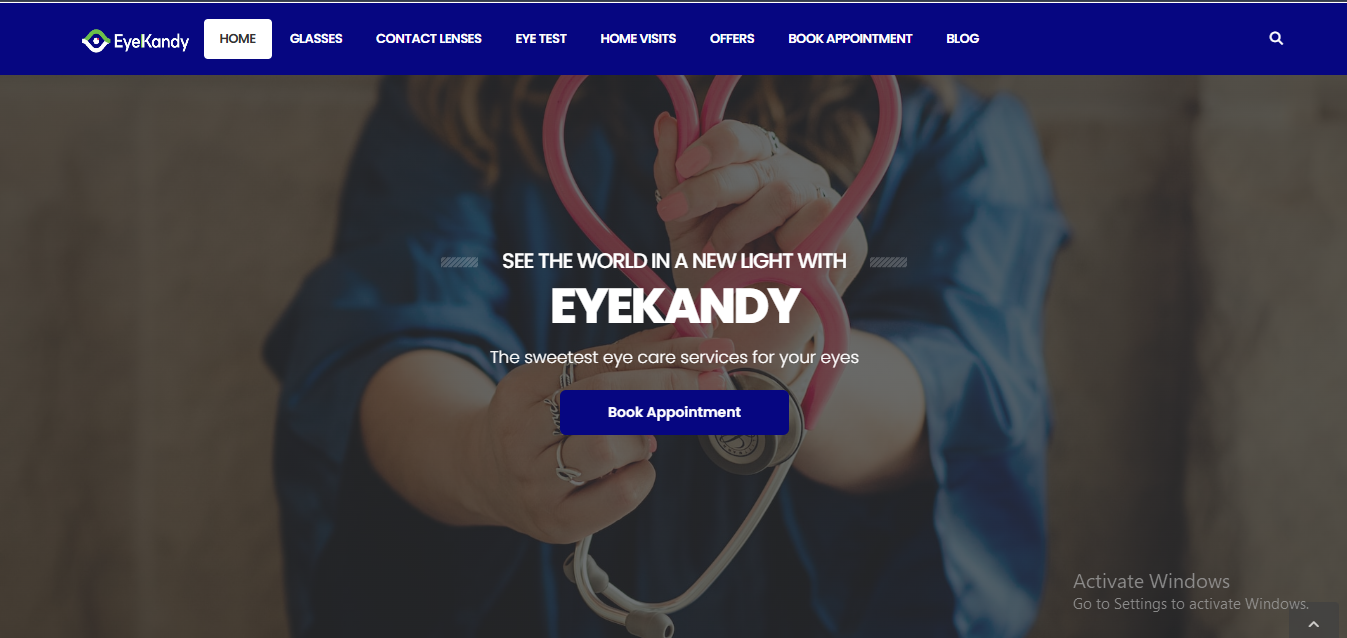 EyeKandy
HOME
GLASSES
CONTACT LENSES
EYE TEST
HOME VISITS
OFFERS
BOOK APPOINTMENT
BLOG
SEE THE WORLD IN A NEW LIGHT WITH
EYEKANDY
The sweetest eye care services for your eyes
Book Appointment
Activate Windows
Go to Settings to activate Windows.